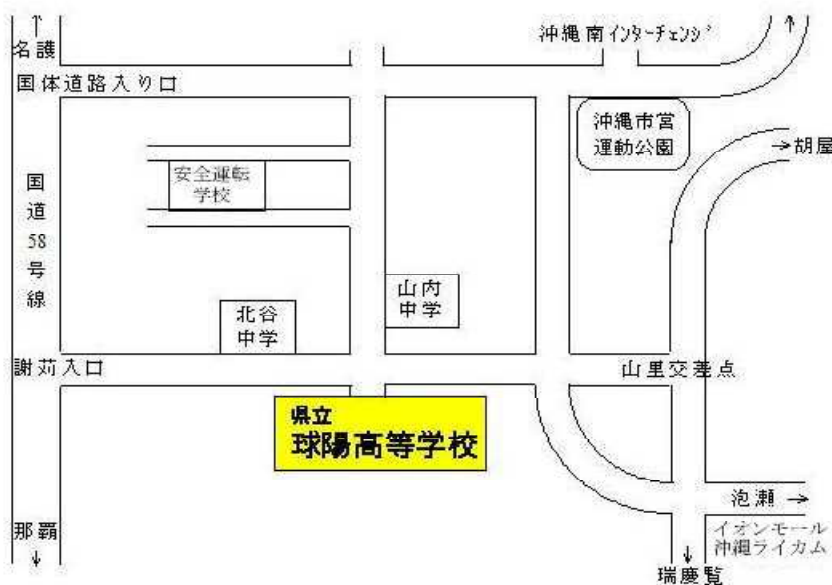 名護
沖縄南インターチェンジ
国体道路入り口
沖縄市営
運動公園
→胡屋
安全運転
学校
国道58号線
山内
中学
北谷
中学
謝苅入口
山里交差点
県立
球陽高等学校
泡瀬 →
イオンモール
沖縄ライカム
那覇
瑞慶覧